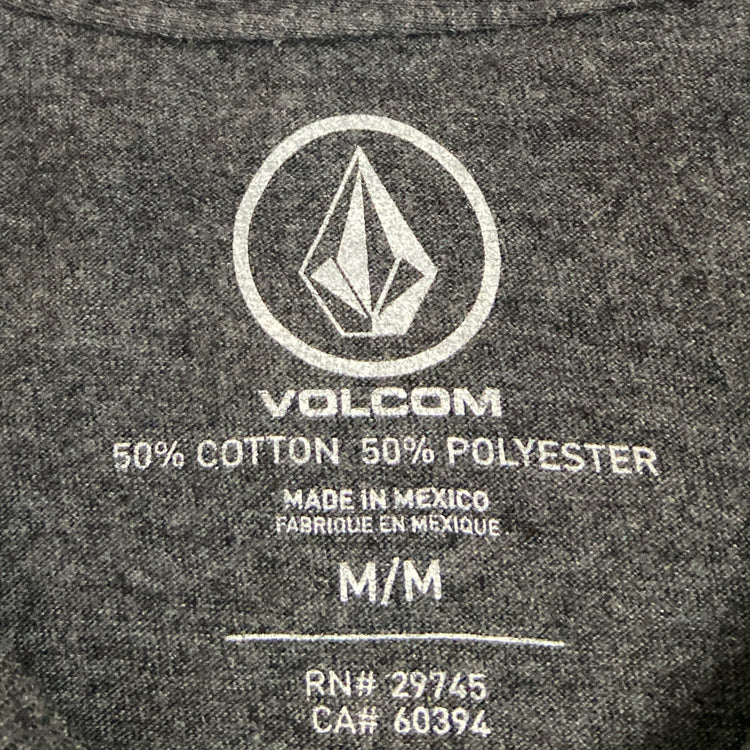 VOLCOM
50% COTTON 50% POLYESTER
MADE IN MEXICO
FABRIQUE EN MEXIQUE
M/M
RN# 29745
CA# 60394